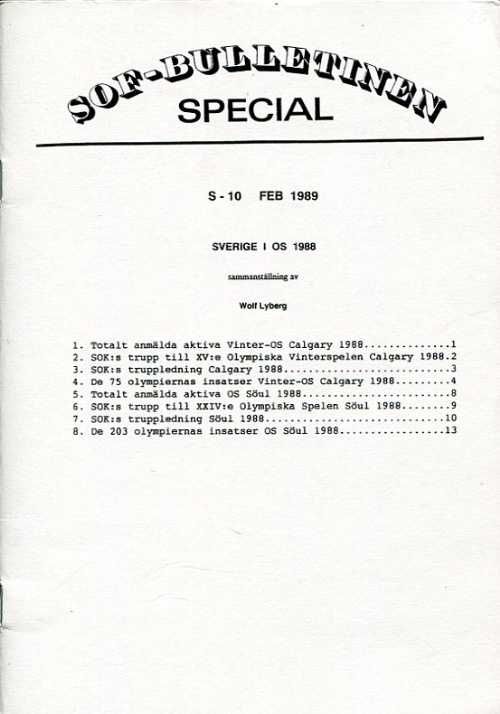 SOF-BULLETINEN
SPECIAL
S - 10 FEB 1989
SVERIGE I OS 1988
sammanställning av
Wolf Lyberg
1. Totalt anmälda aktiva Vinter-OS Calgary 1988..............1
2. SOK:s trupp till XV:e Olympiska Vinterspelen Calgary 1988.2
3. SOK:s truppledning Calgary 1988...........................3
4. De 75 olympiernas insatser Vinter-OS Calgary 1988.........4
5. Totalt anmälda aktiva OS Söul 1988........................8
6. SOK:s trupp till XXIV:e Olympiska Spelen Söul 1988........9
7. SOK:s truppledning Söul 1988.............................10
8. De 203 olympiernas insatser OS Söul 1988.................13